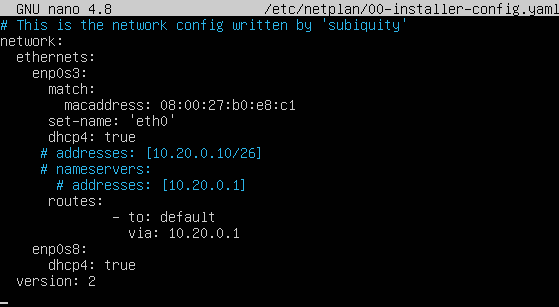 GNU nano 4.8 /etc/netplan/00-installer-config.yaml
# This is the network config written by 'subiquity'
network:
  ethernets:
    enp0s3:
      match:
        macaddress: 08:00:27:b0:e8:c1
      set-name: 'eth0'
      dhcp4: true
     # addresses: [10.20.0.10/26]
     # nameservers:
       # addresses: [10.20.0.1]
      routes:
              - to: default
                via: 10.20.0.1
    enp0s8:
      dhcp4: true
  version: 2